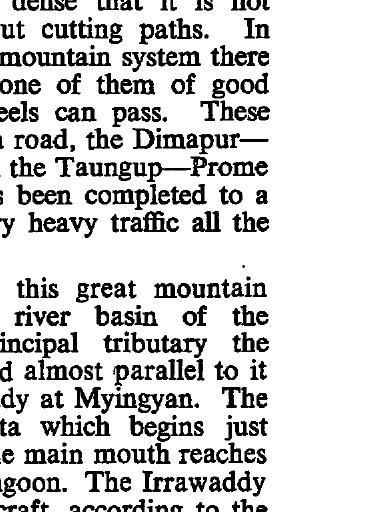 dense that it is not
ut cutting paths. In
mountain system there
one of them of good
eels can pass. These
road, the Dimapur—
the Taungup—Prome
been completed to a
ry heavy traffic all the
this great mountain
river basin of the
incipal tributary the
d almost parallel to it
dy at Myingyan. The
ta which begins just
e main mouth reaches
ngoon. The Irrawaddy
craft, according to the